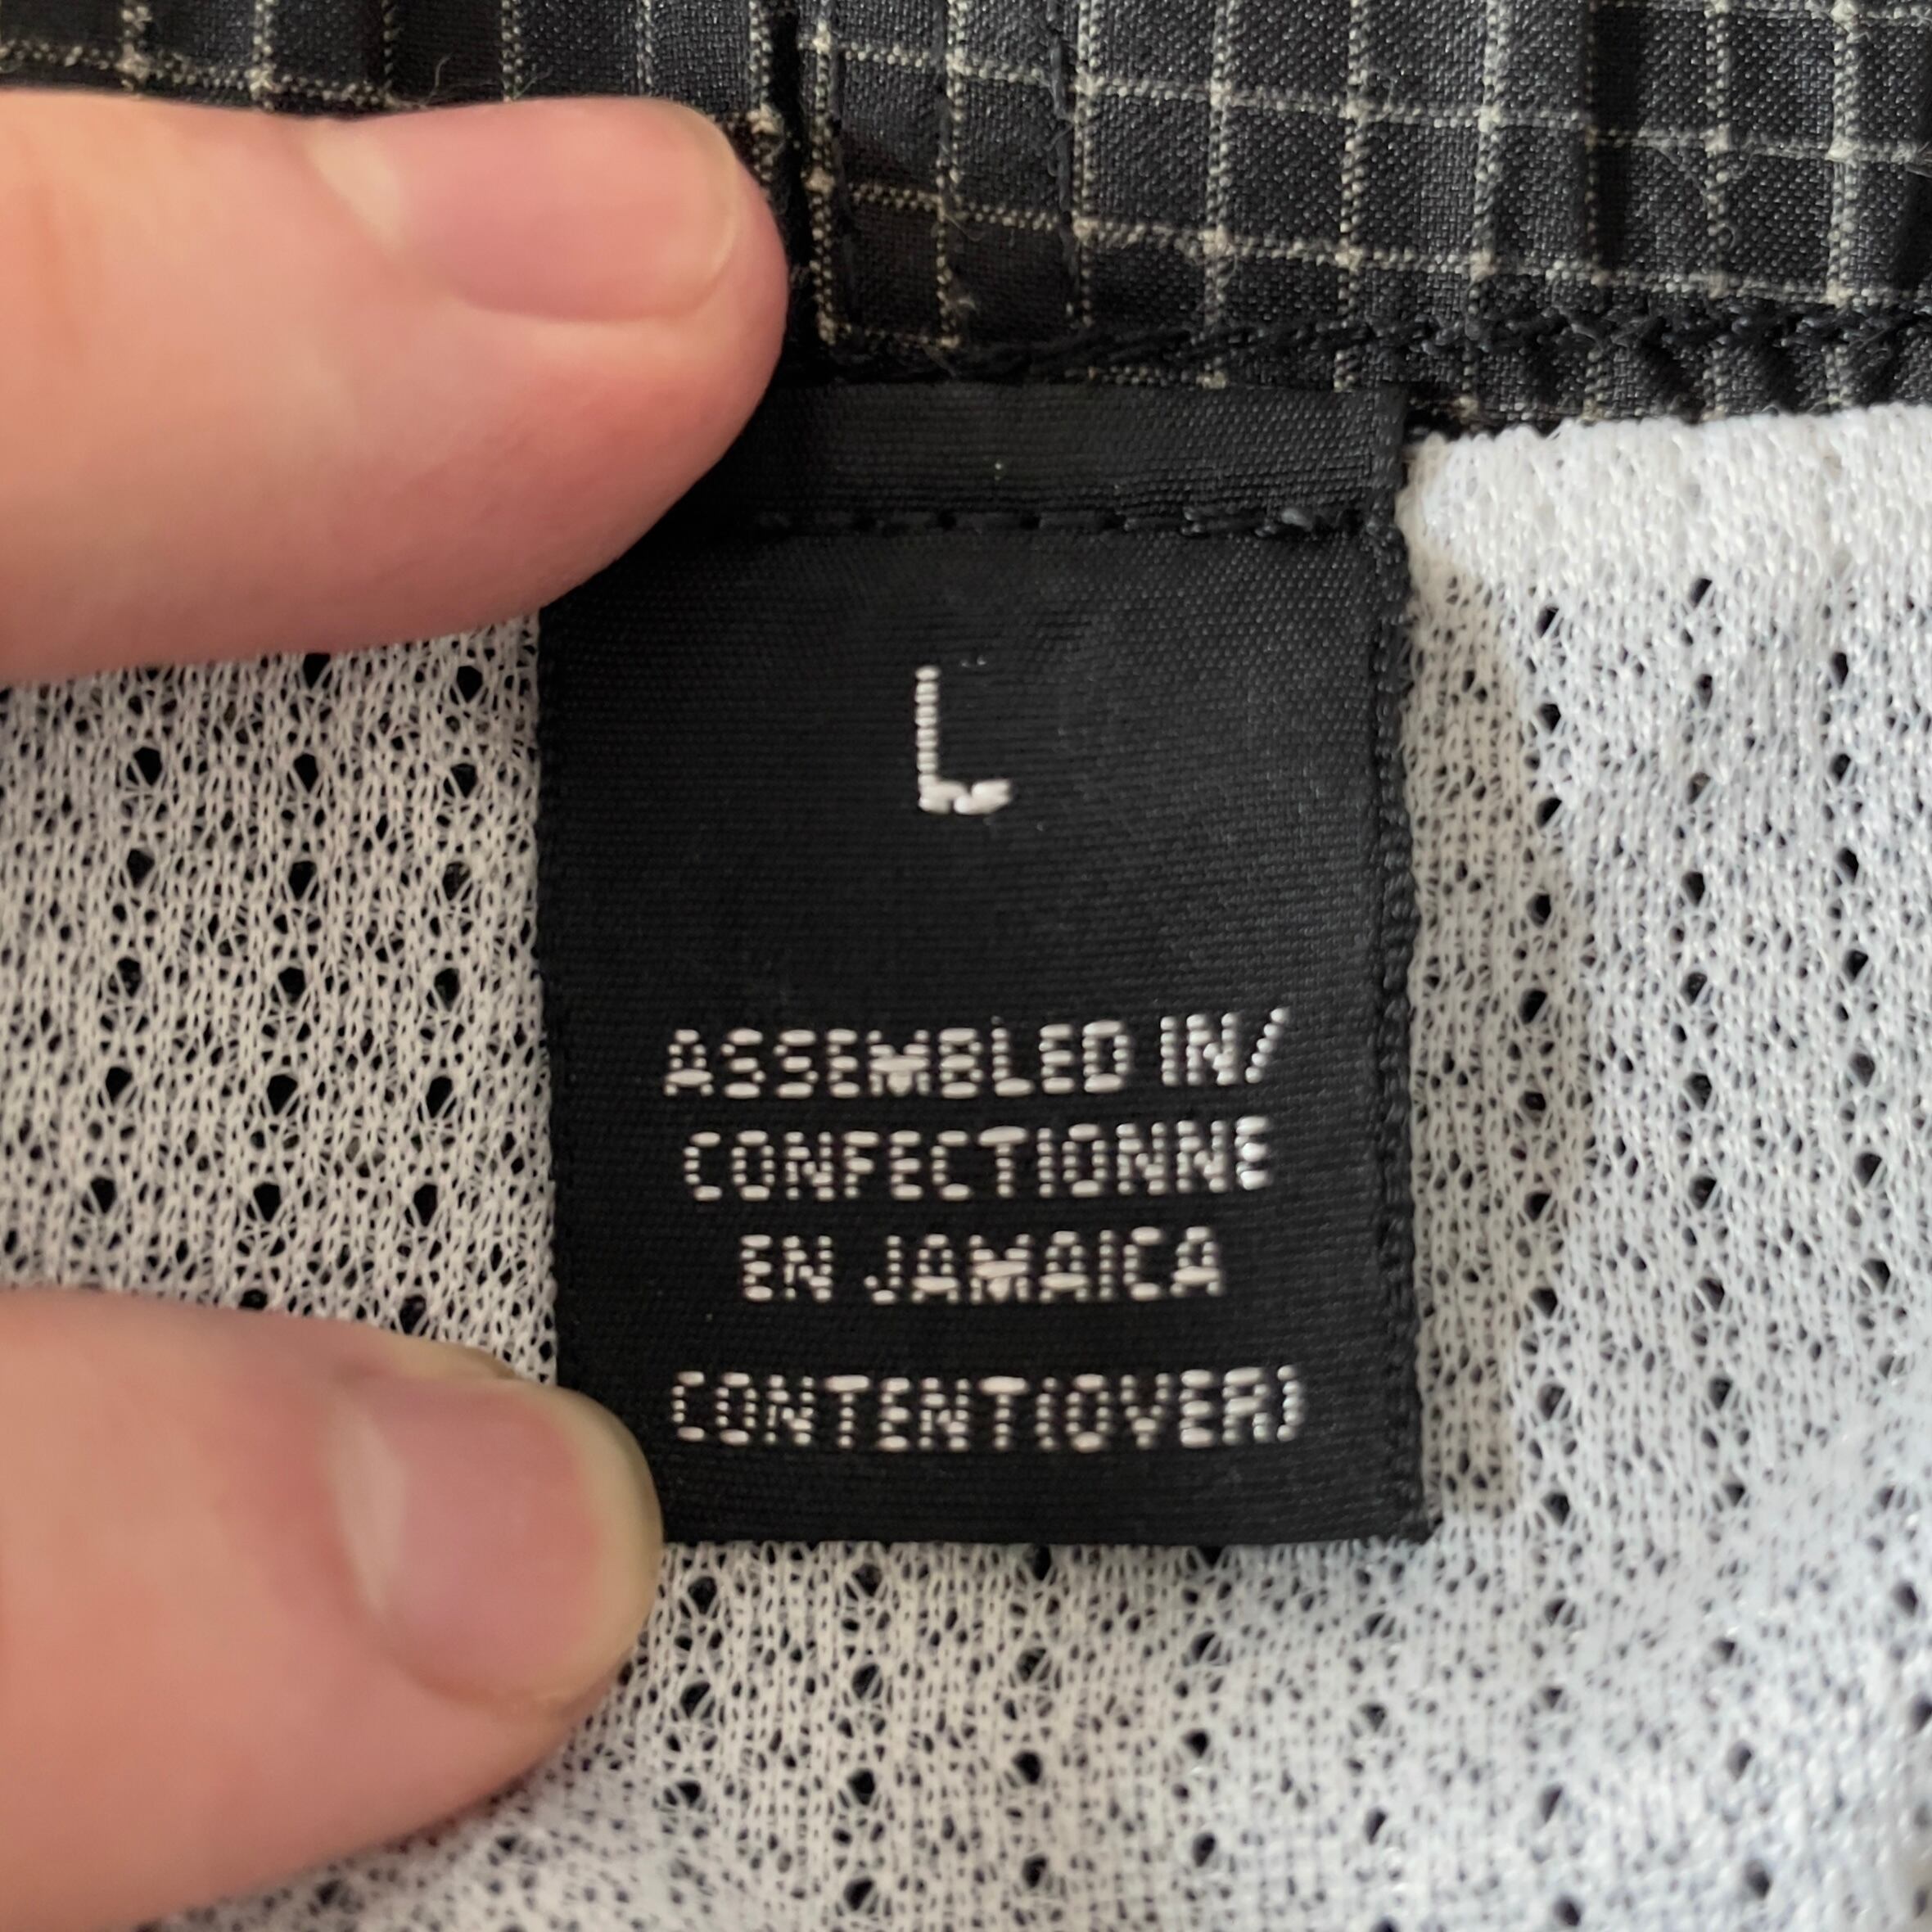 L
ASSEMBLED IN/
CONFECTIONNE
EN JAMAICA
CONTENT(OVER)